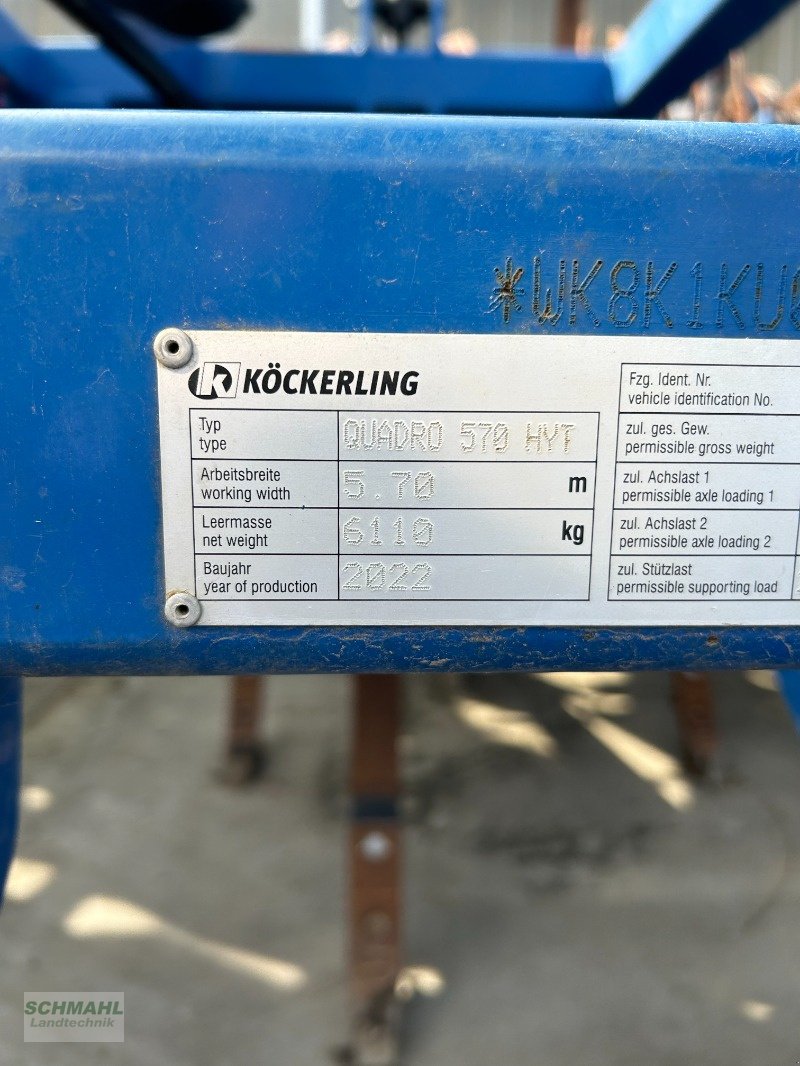 *WK8K1KU
KÖCKERLING
Typ
type
QUADRO 570 HYT
Arbeitsbreite
working width
5.70 m
Leermasse
net weight
6110 kg
Baujahr
year of production
2022
Fzg. Ident. Nr.
vehicle identification No.
zul. ges. Gew.
permissible gross weight
zul. Achslast 1
permissible axle loading 1
zul. Achslast 2
permissible axle loading 2
zul. Stützlast
permissible supporting load
SCHMAHL
Landtechnik